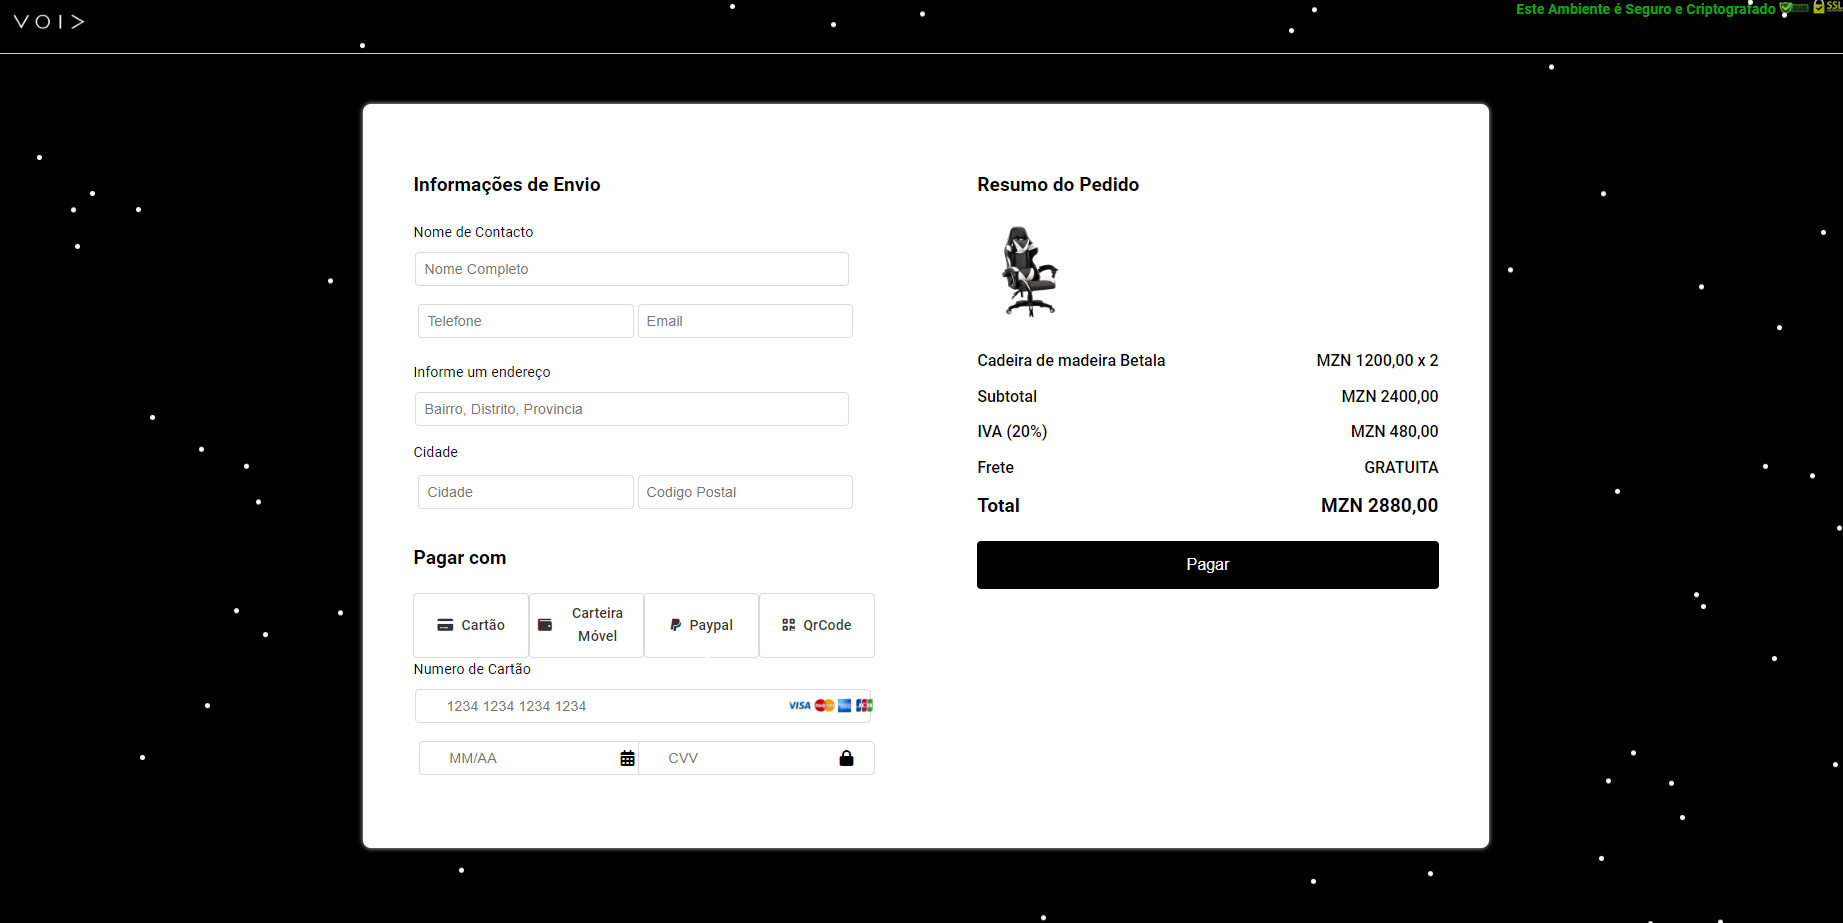 VOID
Este Ambiente é Seguro e Criptografado
SSL
Informações de Envio
Nome de Contacto
Nome Completo
Telefone
Email
Informe um endereço
Bairro, Distrito, Provincia
Cidade
Cidade
Codigo Postal
Pagar com
Cartão
Carteira
Móvel
Paypal
QrCode
Numero de Cartão
1234 1234 1234 1234
VISA
JCB
MM/AA
CVV
Resumo do Pedido
Cadeira de madeira Betala MZN 1200,00 x 2
Subtotal MZN 2400,00
IVA (20%) MZN 480,00
Frete GRATUITA
Total MZN 2880,00
Pagar